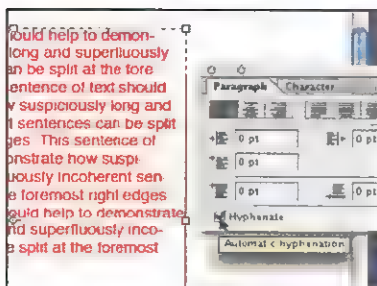 ould help to demon-
long and superfluously
n be split at the fore
entence of text should
w suspiciously long and
t sentences can be split
ges This sentence of
onstrate how suspi-
uously incoherent sen
e foremost right edges
ould help to demonstrate
nd superfluously inco-
e split at the foremost
Paragraph Character
0 pt 0 pt
0 pt
0 pt 0 pt
Hyphenate
Automatic hyphenation